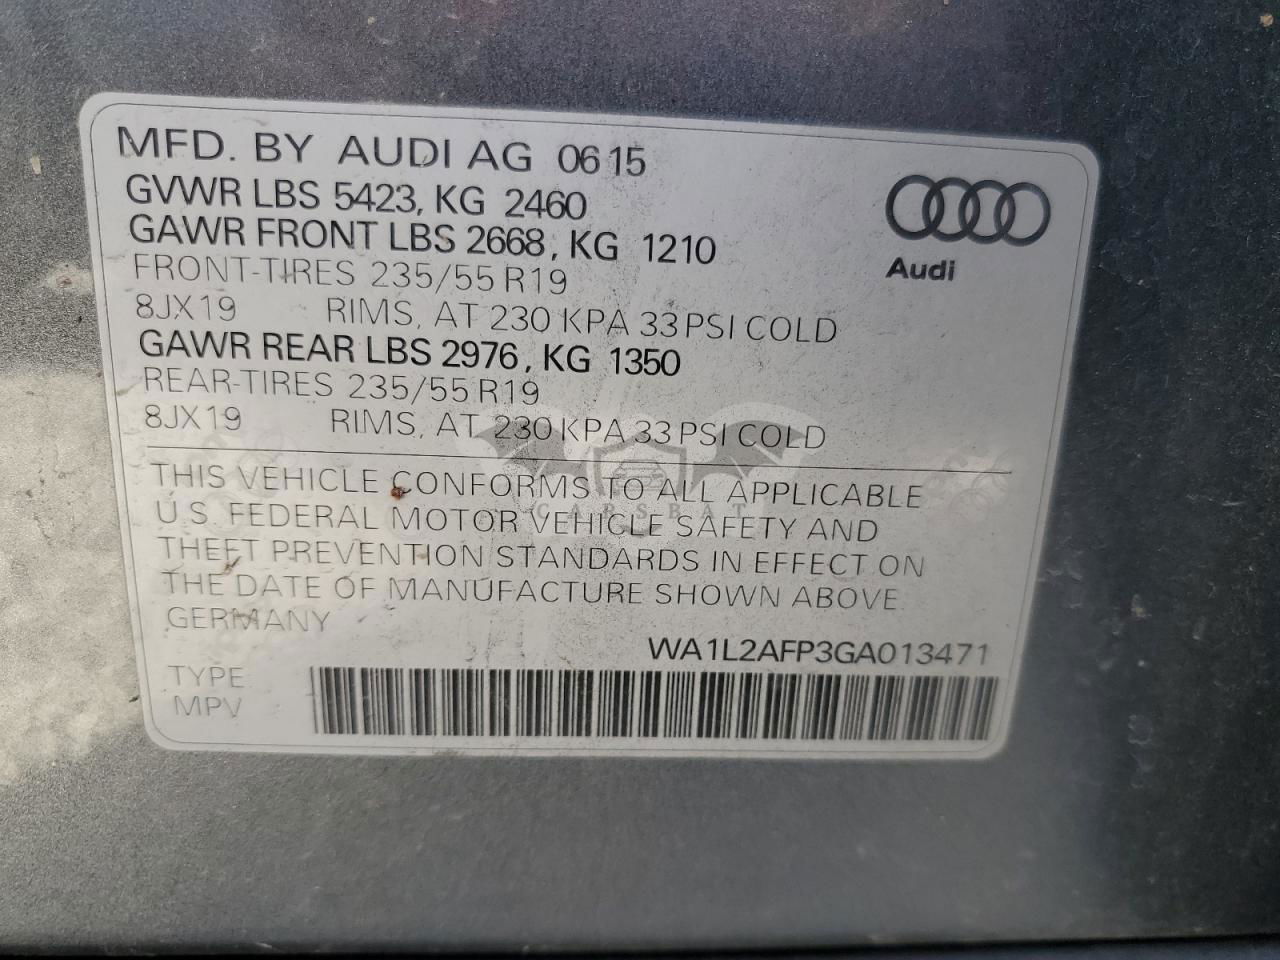 MFD. BY AUDI AG 06 15
GVWR LBS 5423, KG 2460
GAWR FRONT LBS 2668, KG 1210
FRONT-TIRES 235/55 R19
8JX19 RIMS, AT 230 KPA 33 PSI COLD
GAWR REAR LBS 2976, KG 1350
REAR-TIRES 235/55 R19
8JX19 RIMS, AT 230 KPA 33 PSI COLD
Audi
THIS VEHICLE CONFORMS TO ALL APPLICABLE
U.S. FEDERAL MOTOR VEHICLE SAFETY AND
THEFT PREVENTION STANDARDS IN EFFECT ON
THE DATE OF MANUFACTURE SHOWN ABOVE.
GERMANY
WA1L2AFP3GA013471
TYPE
MPV
CARSBAT